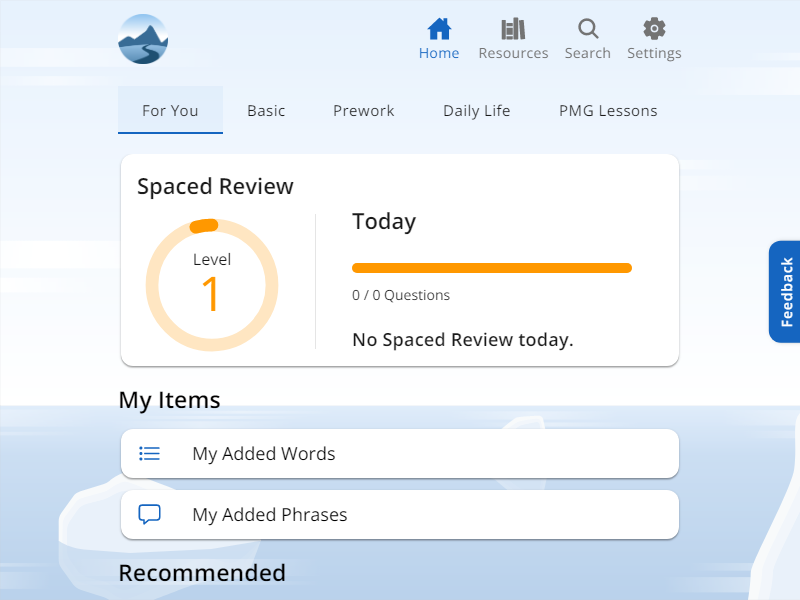 Home
Resources
Search
Settings
For You
Basic
Prework
Daily Life
PMG Lessons
Spaced Review
Level
1
Today
0 / 0 Questions
No Spaced Review today.
Feedback
My Items
My Added Words
My Added Phrases
Recommended